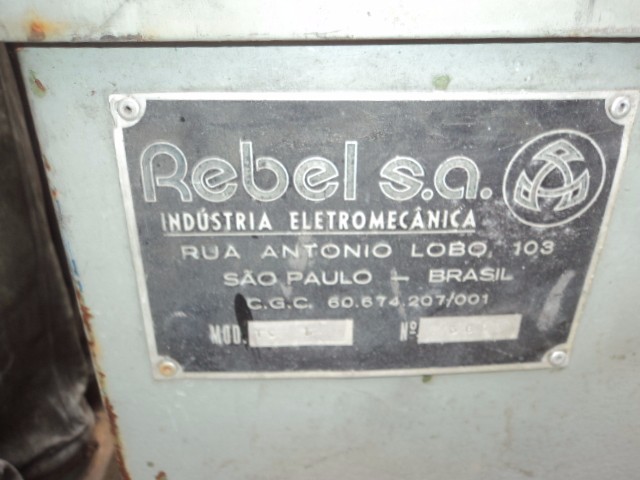 Rebel s.a.
INDÚSTRIA ELETROMECÂNICA
RUA ANTONIO LOBO, 103
SÃO PAULO — BRASIL
C.G.C. 60.674.207/001
MOD. Nº